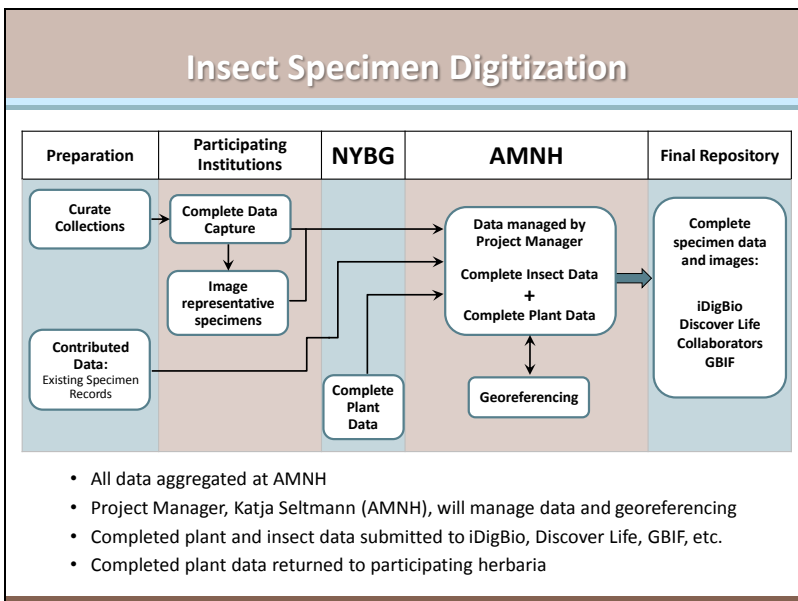 Insect Specimen Digitization
Preparation
Participating
Institutions
NYBG
AMNH
Final Repository
Curate
Collections
Complete Data
Capture
Image
representative
specimens
Contributed
Data:
Existing Specimen
Records
Complete
Plant
Data
Data managed by
Project Manager
Complete Insect Data
+
Complete Plant Data
Georeferencing
Complete
specimen data
and images:
iDigBio
Discover Life
Collaborators
GBIF
• All data aggregated at AMNH
• Project Manager, Katja Seltmann (AMNH), will manage data and georeferencing
• Completed plant and insect data submitted to iDigBio, Discover Life, GBIF, etc.
• Completed plant data returned to participating herbaria